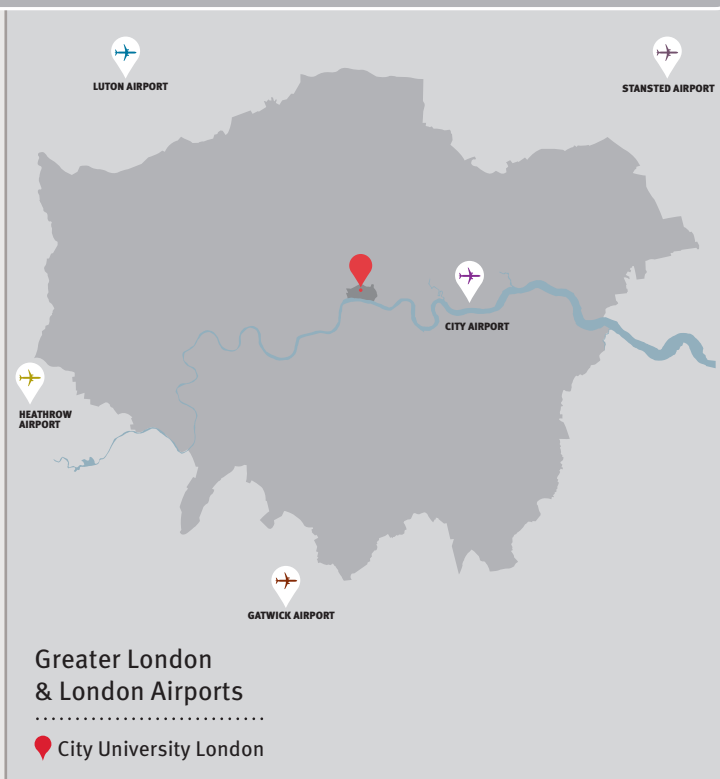 LUTON AIRPORT
STANSTED AIRPORT
CITY AIRPORT
HEATHROW
AIRPORT
GATWICK AIRPORT
Greater London
& London Airports
City University London